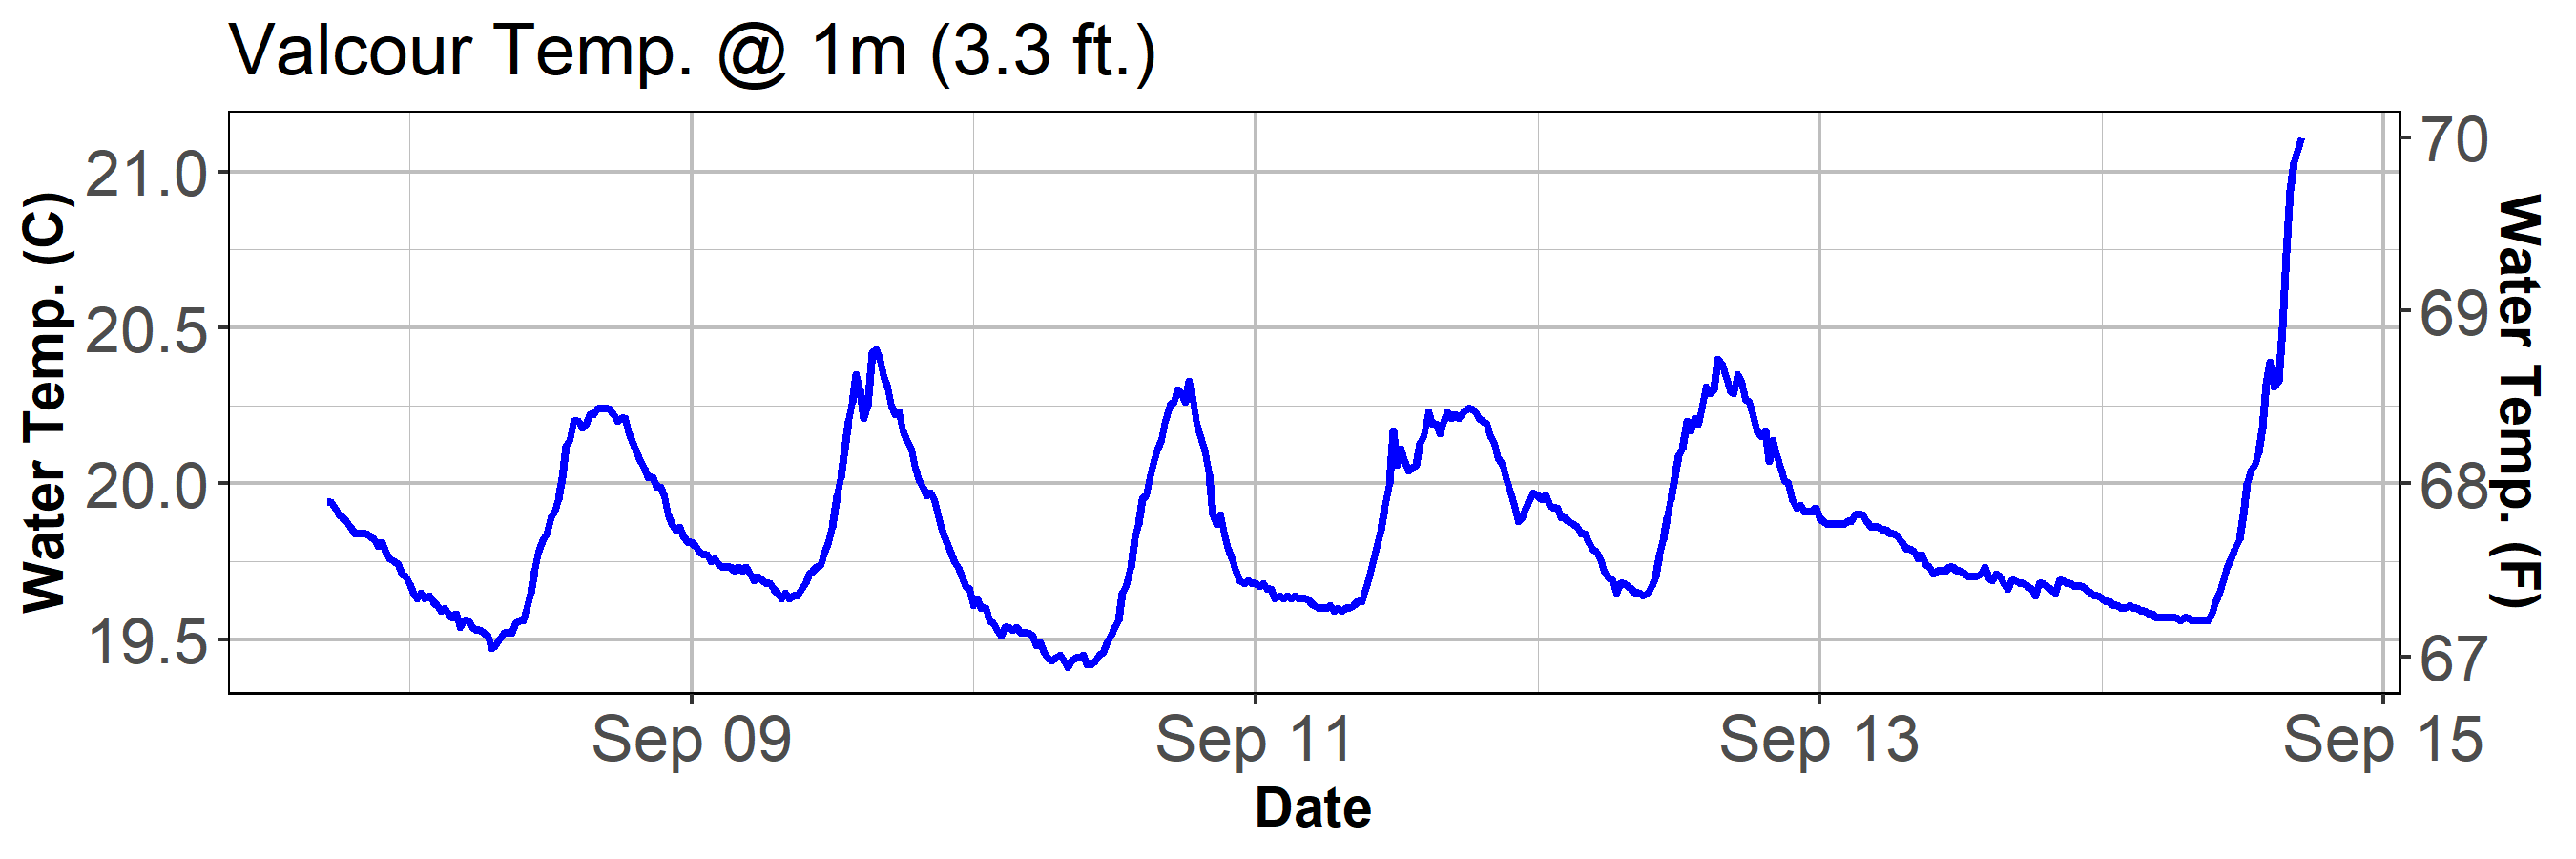 Valcour Temp. @ 1m (3.3 ft.)
Water Temp. (C)
21.0
20.5
20.0
19.5
70
69
68
67
Water Temp. (F)
Sep 09 Sep 11 Sep 13 Sep 15
Date